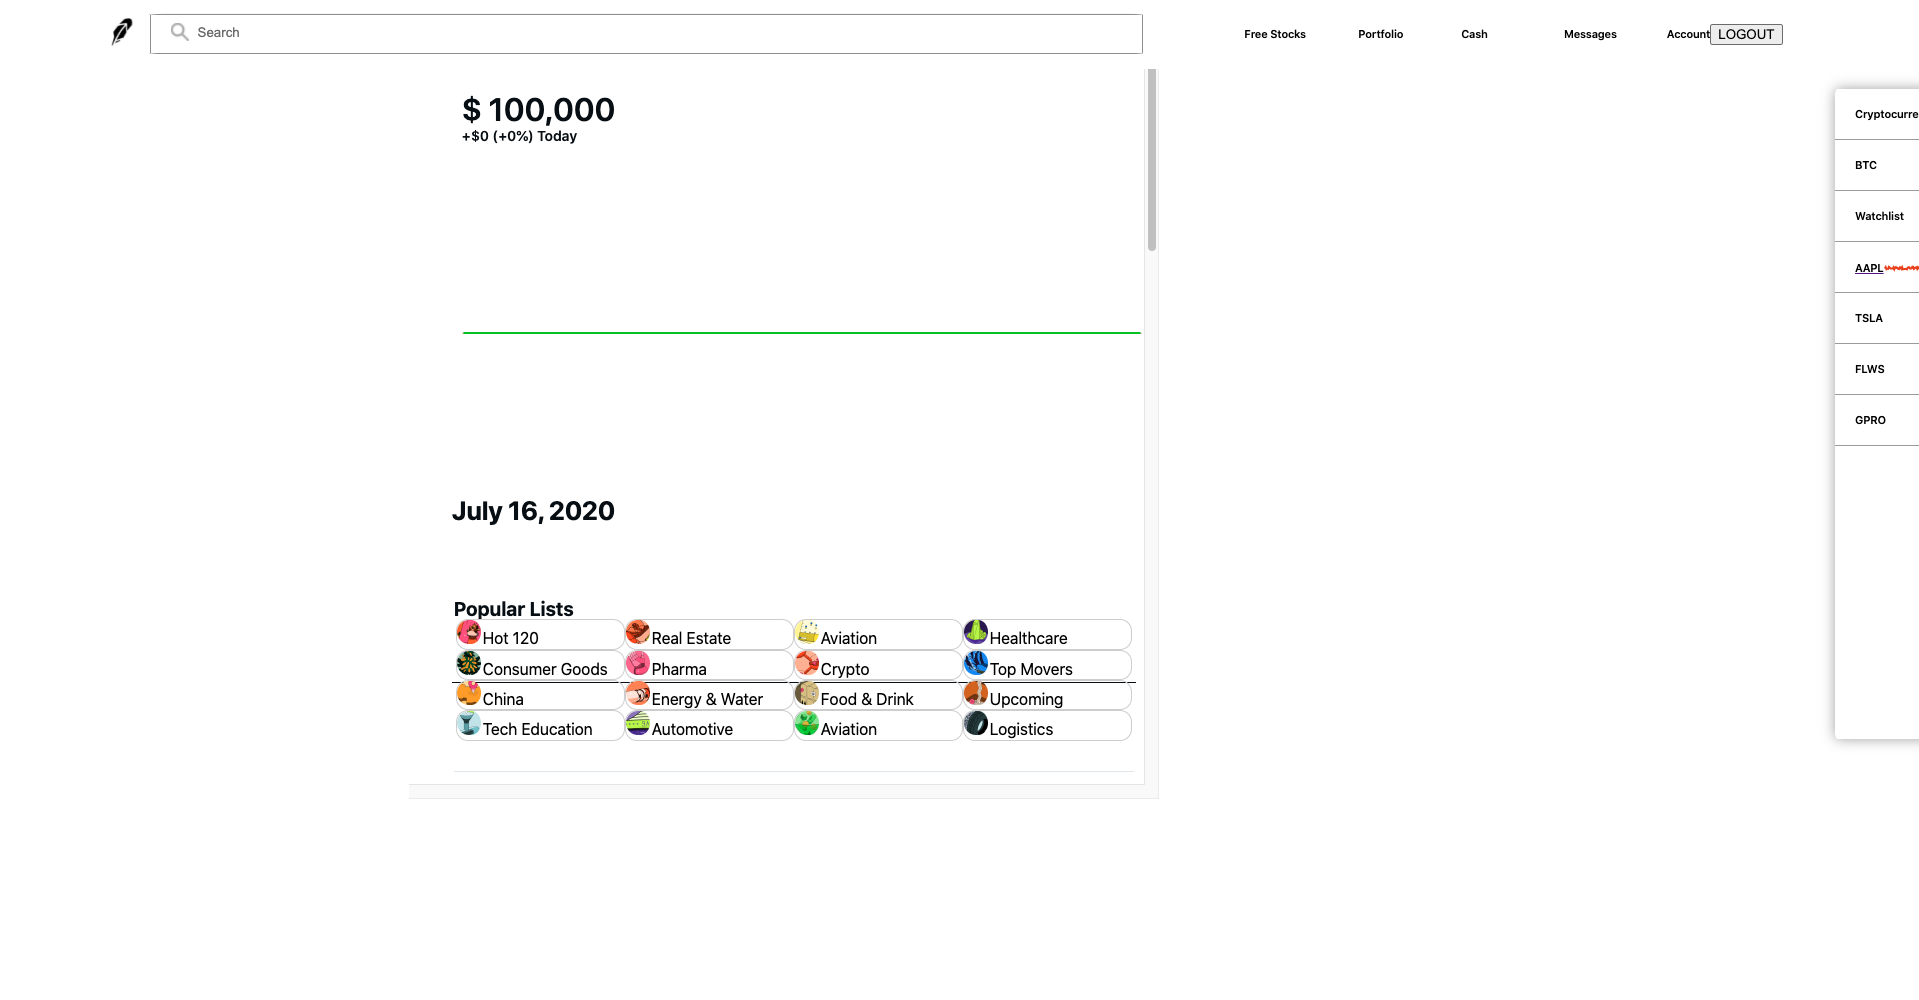 Search
Free Stocks
Portfolio
Cash
Messages
Account
LOGOUT
$ 100,000
+$0 (+0%) Today
July 16, 2020
Popular Lists
Hot 120
Real Estate
Aviation
Healthcare
Consumer Goods
Pharma
Crypto
Top Movers
China
Energy & Water
Food & Drink
Upcoming
Tech Education
Automotive
Aviation
Logistics
Cryptocurre
BTC
Watchlist
AAPL
TSLA
FLWS
GPRO